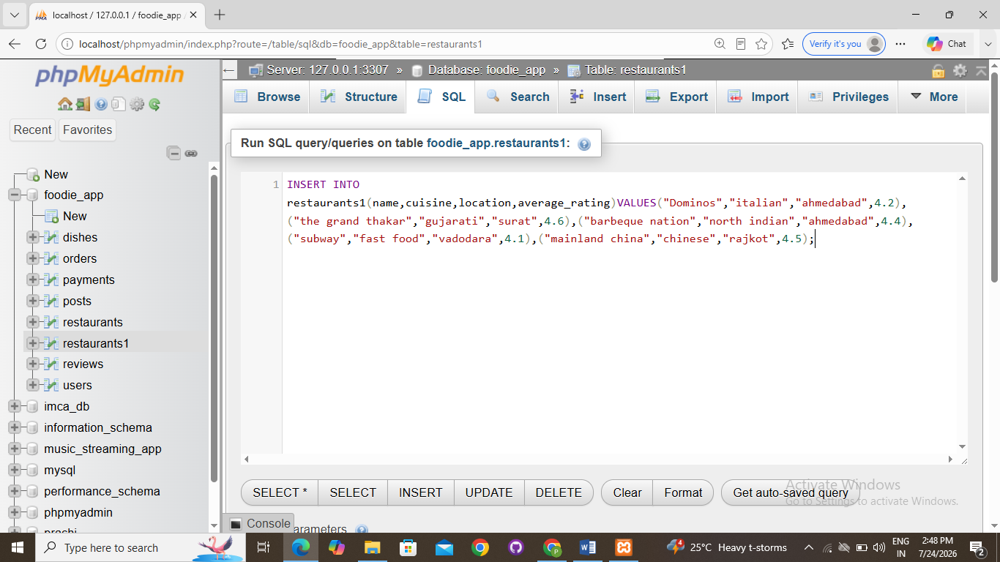 localhost / 127.0.0.1 / foodie_app
localhost/phpmyadmin/index.php?route=/table/sql&db=foodie_app&table=restaurants1
Verify it's you
Chat
phpMyAdmin
Recent
Favorites
New
foodie_app
New
dishes
orders
payments
posts
restaurants
restaurants1
reviews
users
imca_db
information_schema
music_streaming_app
mysql
performance_schema
phpmyadmin
Server: 127.0.0.1:3307 » Database: foodie_app » Table: restaurants1
Browse Structure SQL Search Insert Export Import Privileges More
Run SQL query/queries on table foodie_app.restaurants1:
1 INSERT INTO
restaurants1(name,cuisine,location,average_rating)VALUES("Dominos","italian","ahmedabad",4.2),
("the grand thakar","gujarati","surat",4.6),("barbeque nation","north indian","ahmedabad",4.4),
("subway","fast food","vadodara",4.1),("mainland china","chinese","rajkot",4.5);
SELECT * SELECT INSERT UPDATE DELETE Clear Format Get auto-saved query
Activate Windows
Go to Settings to activate Windows.
Console
arameters
Type here to search
25°C Heavy t-storms
ENG
IN
2:48 PM
7/24/2026
2